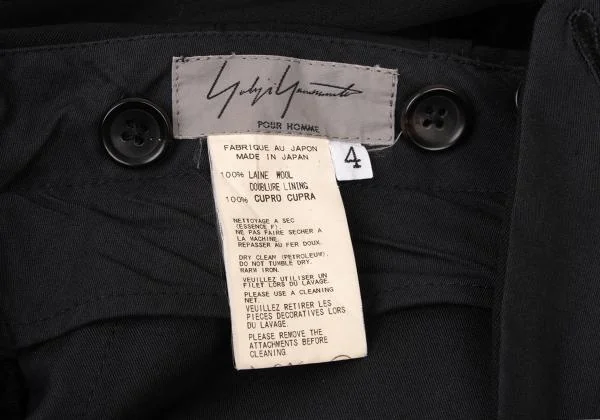 Yohji Yamamoto
POUR HOMME
FABRIQUE AU JAPON
MADE IN JAPAN
4
100% LAINE WOOL
DOUBLURE LINING
100% CUPRO CUPRA
NETTOYAGE A SEC
(ESSENCE F)
NE PAS FAIRE SECHER A
LA MACHINE.
REPASSER AU FER DOUX.
DRY CLEAN (PETROLEUM).
DO NOT TUMBLE DRY.
WARM IRON.
VEUILLEZ UTILISER UN
FILET LORS DU LAVAGE.
PLEASE USE A CLEANING
NET.
VEUILLEZ RETIRER LES
PIECES DECORATIVES LORS
DU LAVAGE.
PLEASE REMOVE THE
ATTACHMENTS BEFORE
CLEANING.